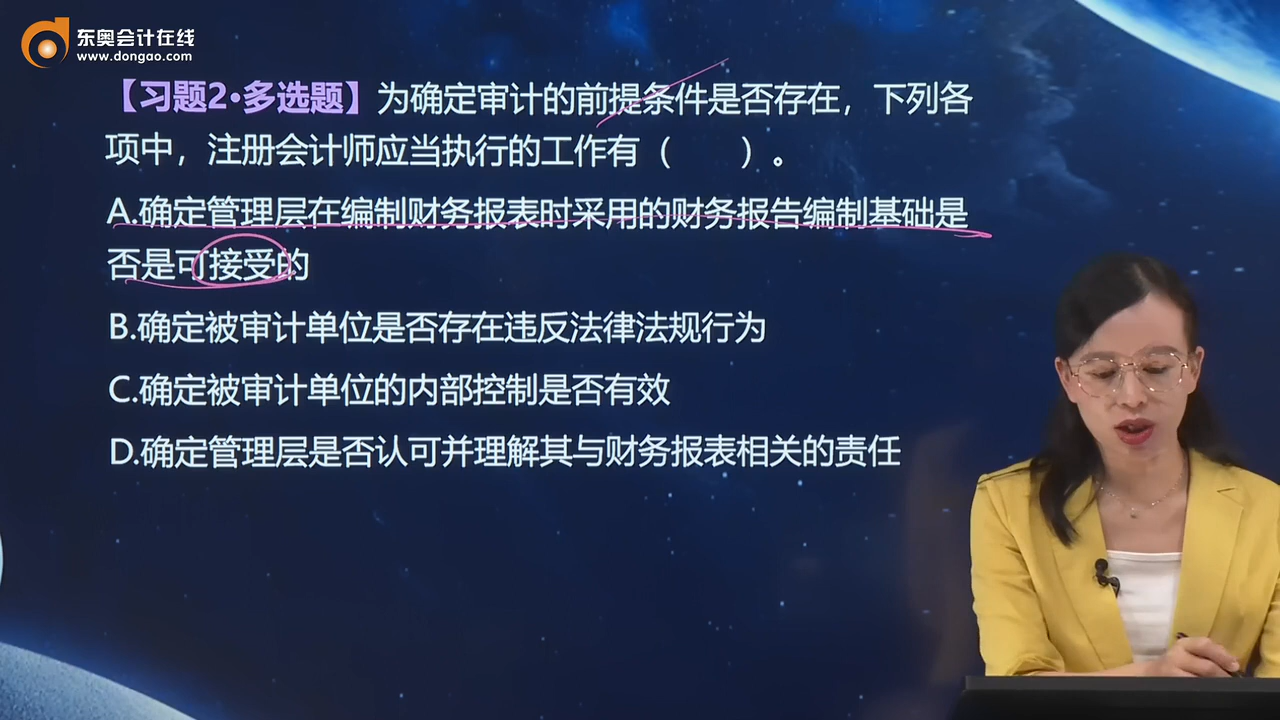 东奥会计在线
www.dongao.com
【习题2·多选题】为确定审计的前提条件是否存在，下列各
项中，注册会计师应当执行的工作有（　　）。
A.确定管理层在编制财务报表时采用的财务报告编制基础是
否是可接受的
B.确定被审计单位是否存在违反法律法规行为
C.确定被审计单位的内部控制是否有效
D.确定管理层是否认可并理解其与财务报表相关的责任